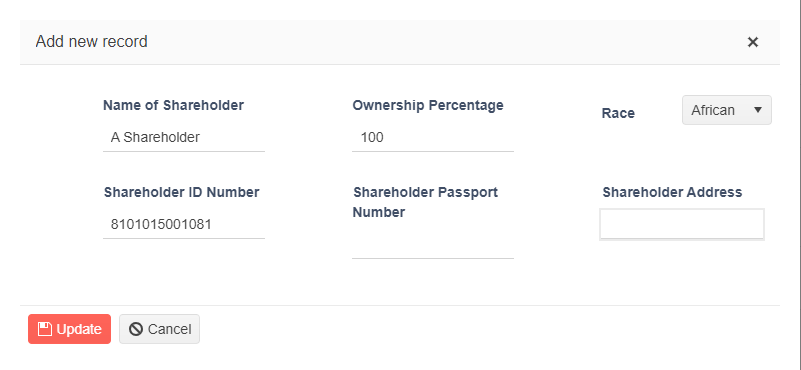 Add new record
Name of Shareholder
Ownership Percentage
Race
African
A Shareholder
100
Shareholder ID Number
Shareholder Passport
Number
Shareholder Address
8101015001081
Update
Cancel